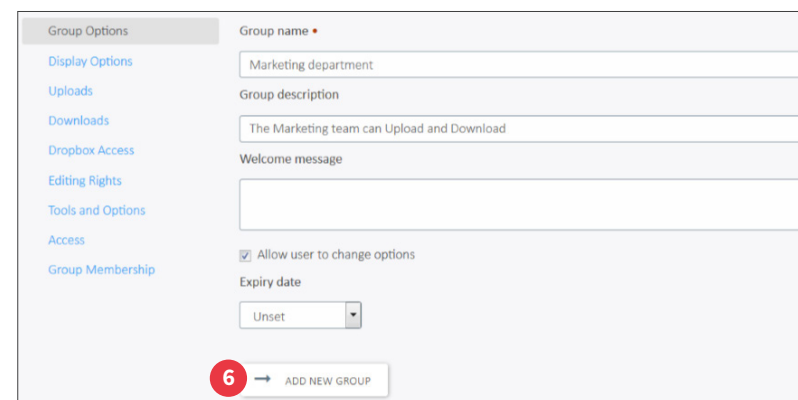 Group Options
Display Options
Uploads
Downloads
Dropbox Access
Editing Rights
Tools and Options
Access
Group Membership
Group name •
Marketing department
Group description
The Marketing team can Upload and Download
Welcome message
Allow user to change options
Expiry date
Unset
6 → ADD NEW GROUP